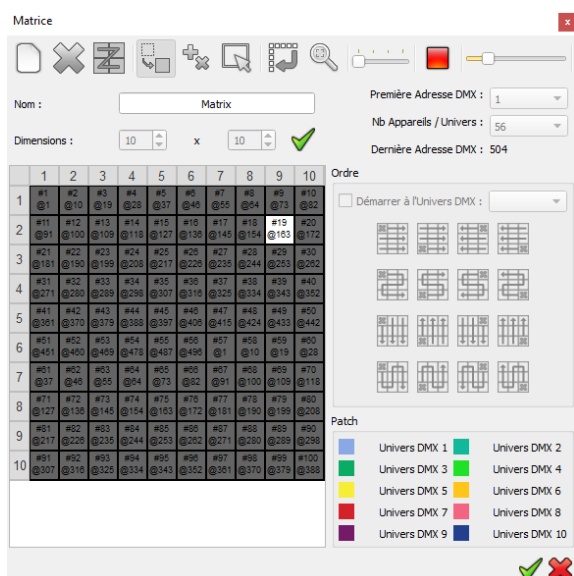 Matrice
x
Nom :
Matrix
Dimensions :
10
x
10
Première Adresse DMX :
1
Nb Appareils / Univers :
56
Dernière Adresse DMX : 504
1 2 3 4 5 6 7 8 9 10
1
#1 #2 #3 #4 #5 #6 #7 #8 #9 #10
@1 @10 @19 @28 @37 @46 @55 @64 @73 @82
2
#11 #12 #13 #14 #15 #16 #17 #18 #19 #20
@91 @100 @109 @118 @127 @136 @145 @154 @163 @172
3
#21 #22 #23 #24 #25 #26 #27 #28 #29 #30
@181 @190 @199 @208 @217 @226 @235 @244 @253 @262
4
#31 #32 #33 #34 #35 #36 #37 #38 #39 #40
@271 @280 @289 @298 @307 @316 @325 @334 @343 @352
5
#41 #42 #43 #44 #45 #46 #47 #48 #49 #50
@361 @370 @379 @388 @397 @406 @415 @424 @433 @442
6
#51 #52 #53 #54 #55 #56 #57 #58 #59 #60
@451 @460 @469 @478 @487 @496 @1 @10 @19 @28
7
#61 #62 #63 #64 #65 #66 #67 #68 #69 #70
@37 @46 @55 @64 @73 @82 @91 @100 @109 @118
8
#71 #72 #73 #74 #75 #76 #77 #78 #79 #80
@127 @136 @145 @154 @163 @172 @181 @190 @199 @208
9
#81 #82 #83 #84 #85 #86 #87 #88 #89 #90
@217 @226 @235 @244 @253 @262 @271 @280 @289 @298
10
#91 #92 #93 #94 #95 #96 #97 #98 #99 #100
@307 @316 @325 @334 @343 @352 @361 @370 @379 @388
Ordre
Démarrer à l'Univers DMX :
Patch
Univers DMX 1 Univers DMX 2
Univers DMX 3 Univers DMX 4
Univers DMX 5 Univers DMX 6
Univers DMX 7 Univers DMX 8
Univers DMX 9 Univers DMX 10